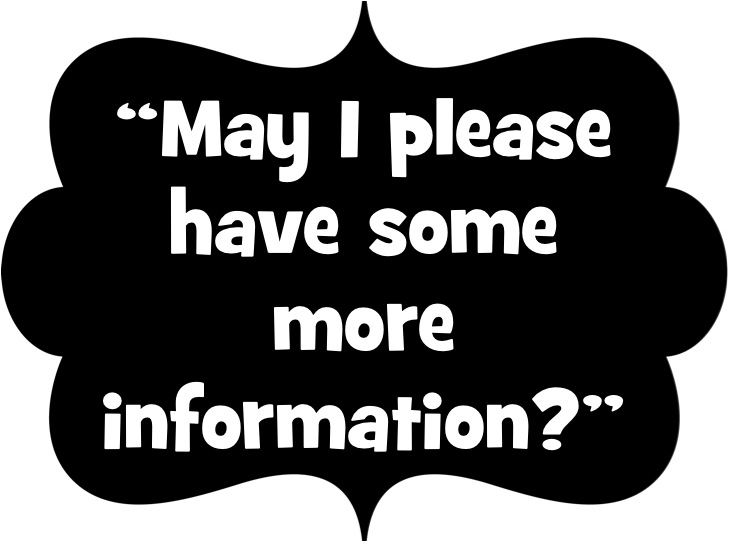 “May I please
have some
more
information?”